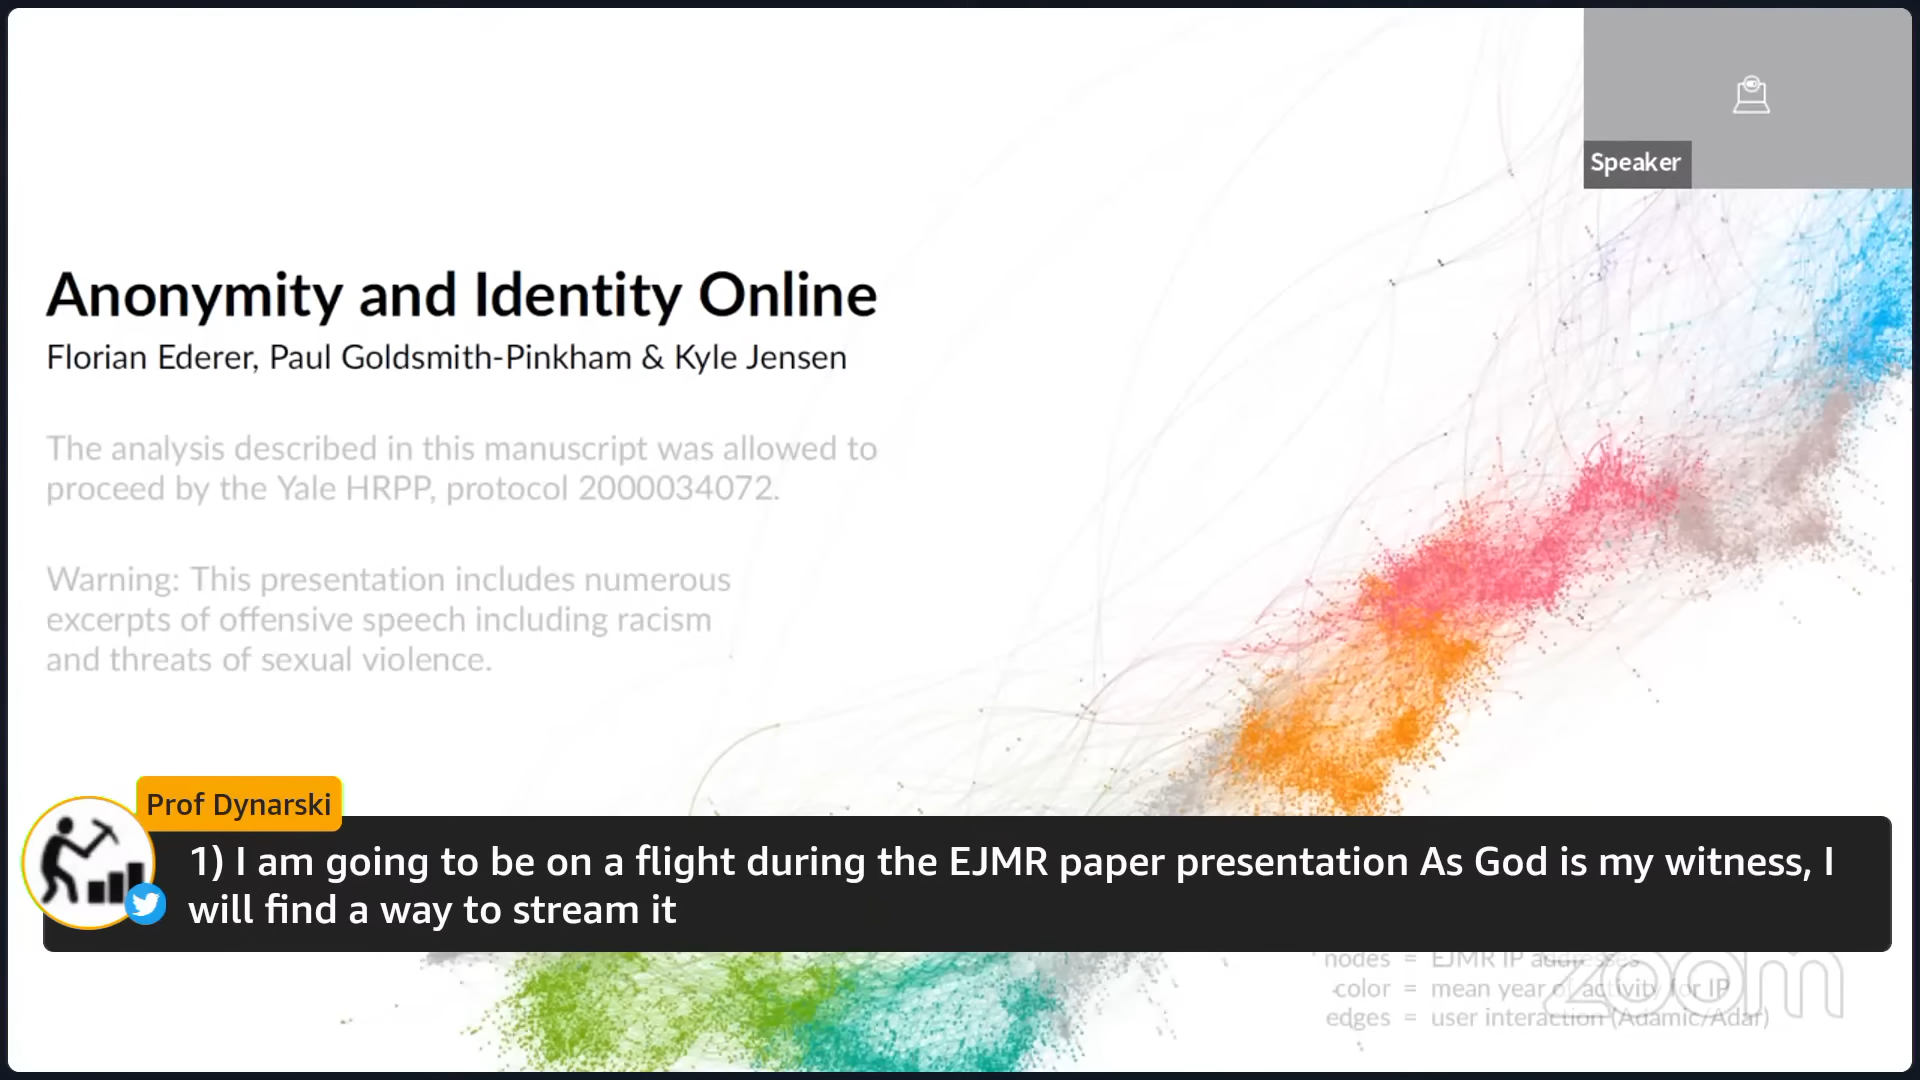 Speaker
Anonymity and Identity Online
Florian Ederer, Paul Goldsmith-Pinkham & Kyle Jensen
The analysis described in this manuscript was allowed to
proceed by the Yale HRPP, protocol 2000034072.
Warning: This presentation includes numerous
excerpts of offensive speech including racism
and threats of sexual violence.
Prof Dynarski
1) I am going to be on a flight during the EJMR paper presentation As God is my witness, I
will find a way to stream it
nodes = EJMR IP addresses
color = mean year of activity for IP
edges = user interaction (Adamic/Adar)
zoom